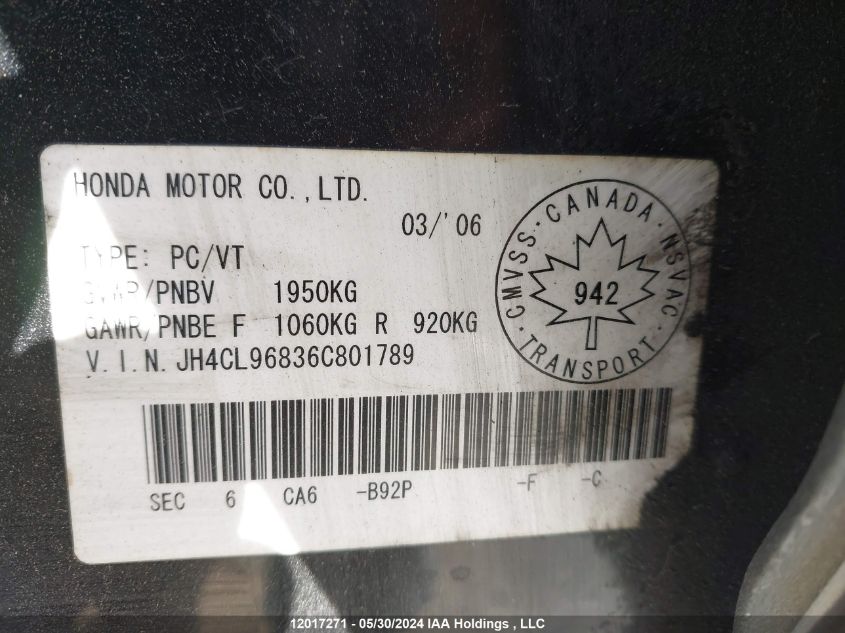 HONDA MOTOR CO.,LTD.
03/'06
TYPE: PC/VT
GVWR/PNBV 1950KG
GAWR/PNBE F 1060KG R 920KG
V.I.N. JH4CL96836C801789
CMVSS · CANADA · NSVAC · TRANSPORT ·
942
SEC 6 CA6 -B92P -F -C
12017271 - 05/30/2024 IAA Holdings , LLC